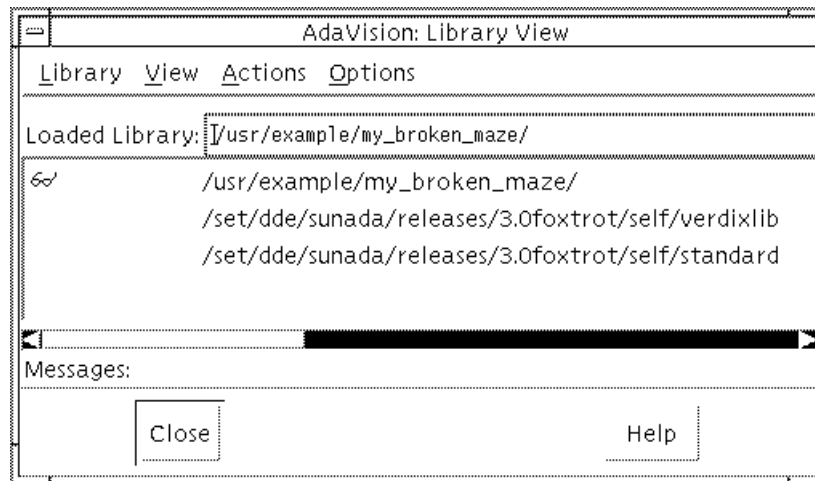 AdaVision: Library View
Library View Actions Options
Loaded Library: /usr/example/my_broken_maze/
/usr/example/my_broken_maze/
/set/dde/sunada/releases/3.0foxtrot/self/verdixlib
/set/dde/sunada/releases/3.0foxtrot/self/standard
Messages:
Close Help